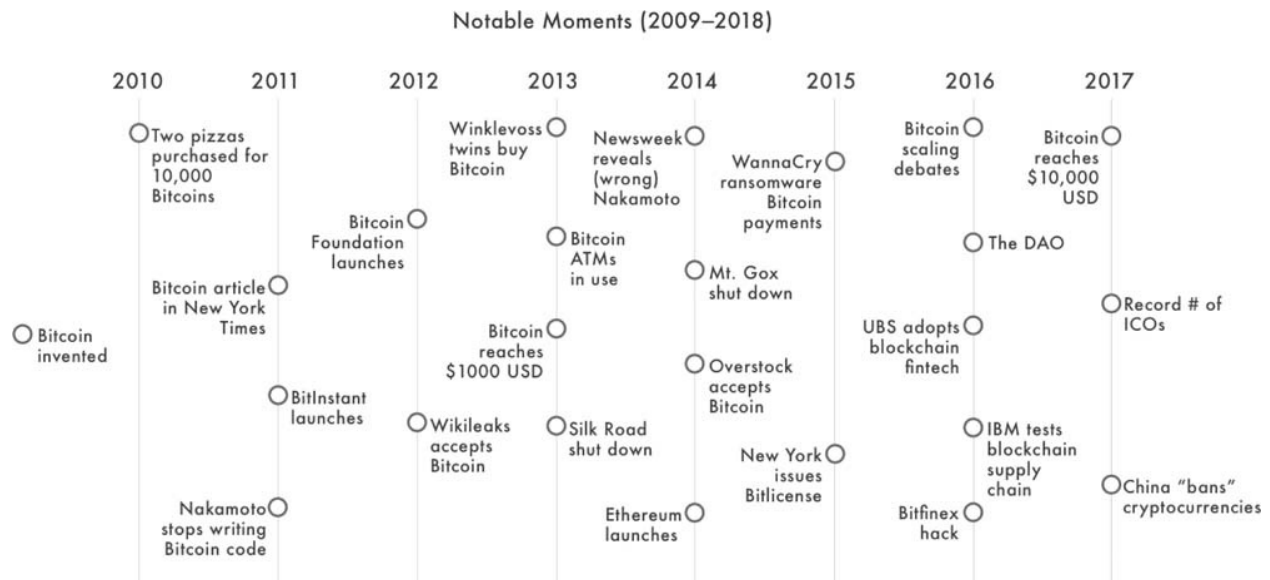 Notable Moments (2009–2018)
2010 2011 2012 2013 2014 2015 2016 2017
Bitcoin
invented
Two pizzas
purchased for
10,000
Bitcoins
Bitcoin article
in New York
Times
BitInstant
launches
Nakamoto
stops writing
Bitcoin code
Bitcoin
Foundation
launches
Wikileaks
accepts
Bitcoin
Winklevoss
twins buy
Bitcoin
Bitcoin
ATMs
in use
Bitcoin
reaches
$1000 USD
Silk Road
shut down
Newsweek
reveals
(wrong)
Nakamoto
Mt. Gox
shut down
Overstock
accepts
Bitcoin
Ethereum
launches
WannaCry
ransomware
Bitcoin
payments
New York
issues
Bitlicense
Bitcoin
scaling
debates
The DAO
UBS adopts
blockchain
fintech
IBM tests
blockchain
supply
chain
Bitfinex
hack
Bitcoin
reaches
$10,000
USD
Record # of
ICOs
China “bans”
cryptocurrencies